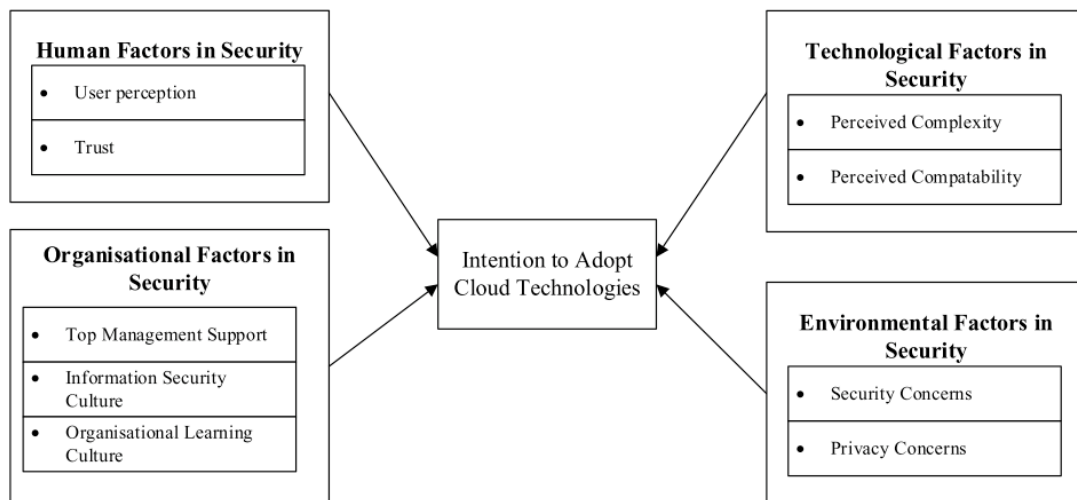 Human Factors in Security
• User perception
• Trust
Organisational Factors in
Security
• Top Management Support
• Information Security
Culture
• Organisational Learning
Culture
Intention to Adopt
Cloud Technologies
Technological Factors in
Security
• Perceived Complexity
• Perceived Compatability
Environmental Factors in
Security
• Security Concerns
• Privacy Concerns